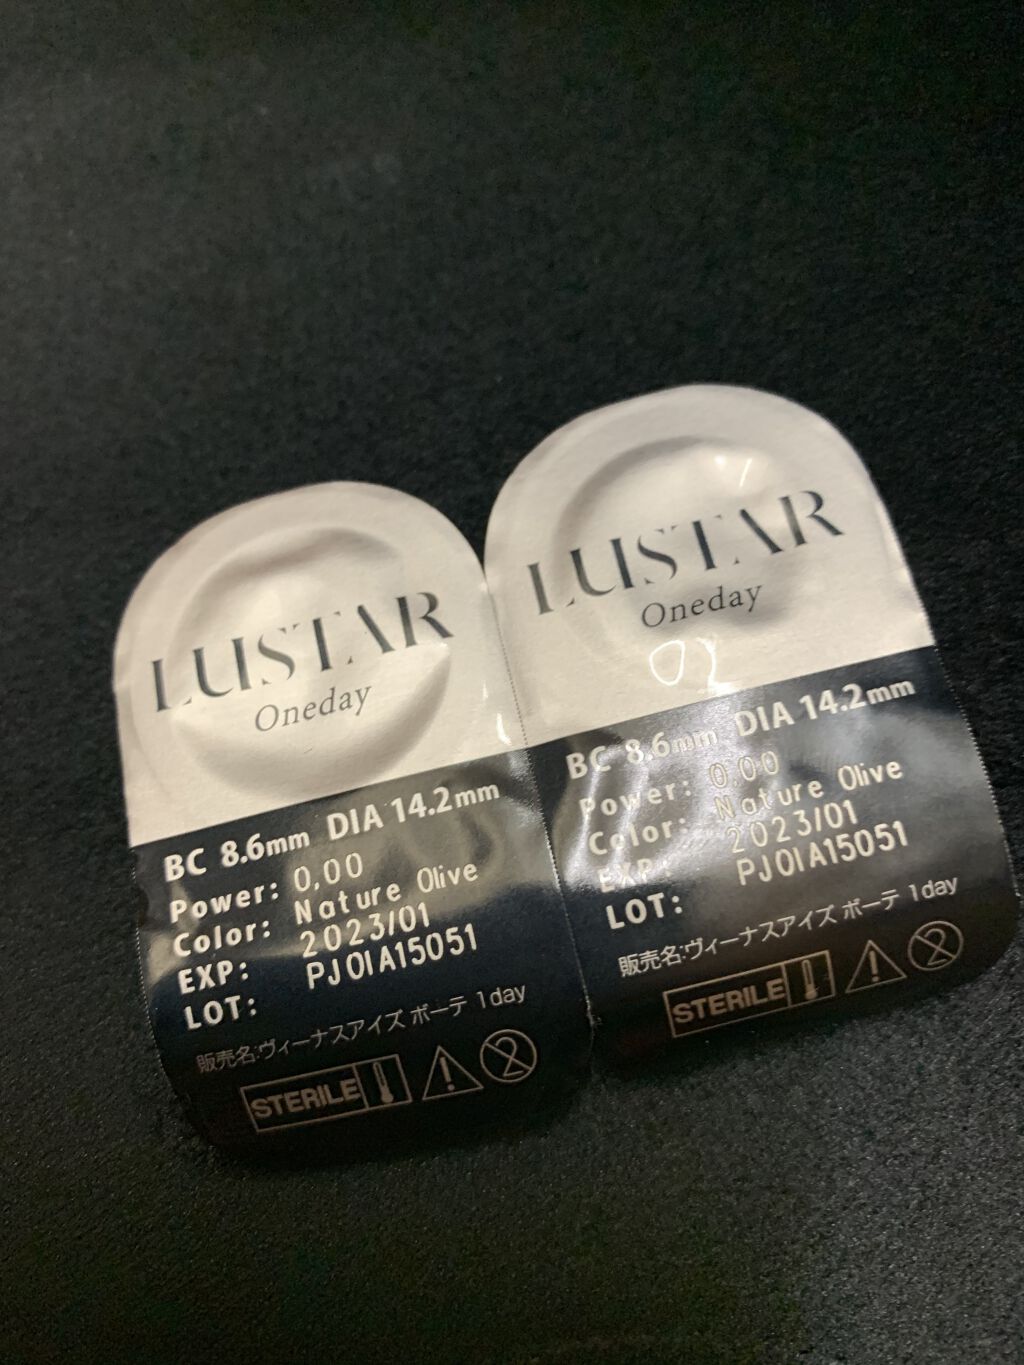 LUSTAR
Oneday
BC 8.6mm DIA 14.2mm
Power: 0.00
Color: Nature Olive
EXP: 2023/01
LOT: PJ01A15051
販売名:ヴィーナスアイズ ボーテ 1day
STERILE
2
LUSTAR
Oneday
BC 8.6mm DIA 14.2mm
Power: 0.00
Color: Nature Olive
EXP: 2023/01
LOT: PJ01A15051
販売名:ヴィーナスアイズ ボーテ 1day
STERILE
2